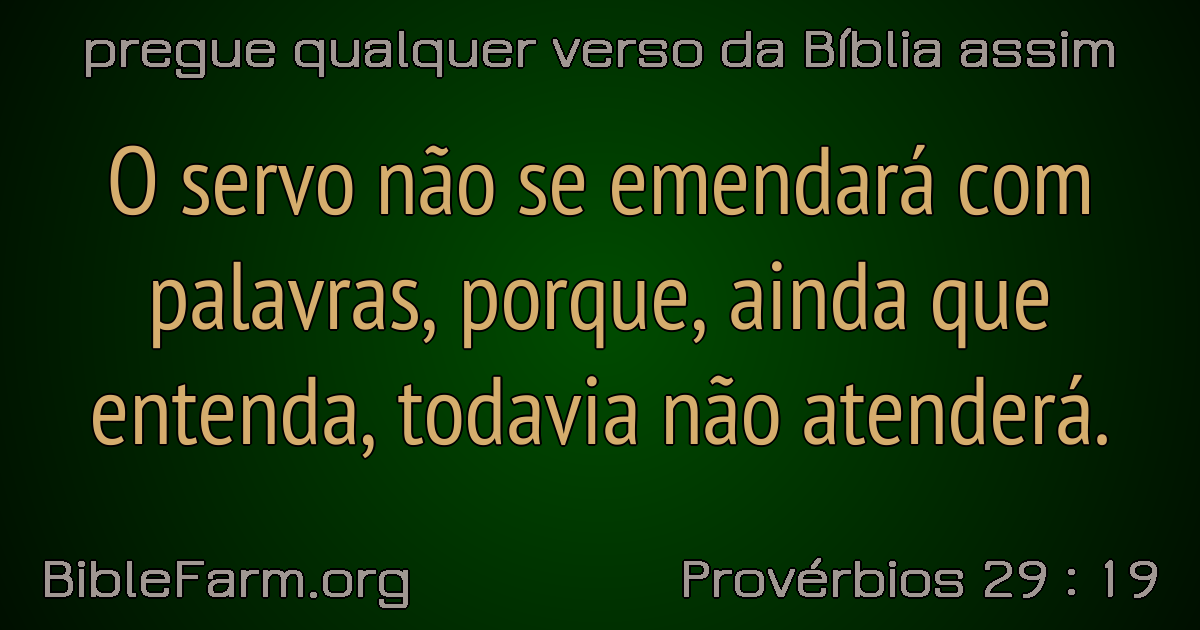 pregue qualquer verso da Bíblia assim
O servo não se emendará com
palavras, porque, ainda que
entenda, todavia não atenderá.
BibleFarm.org
Provérbios 29 : 19